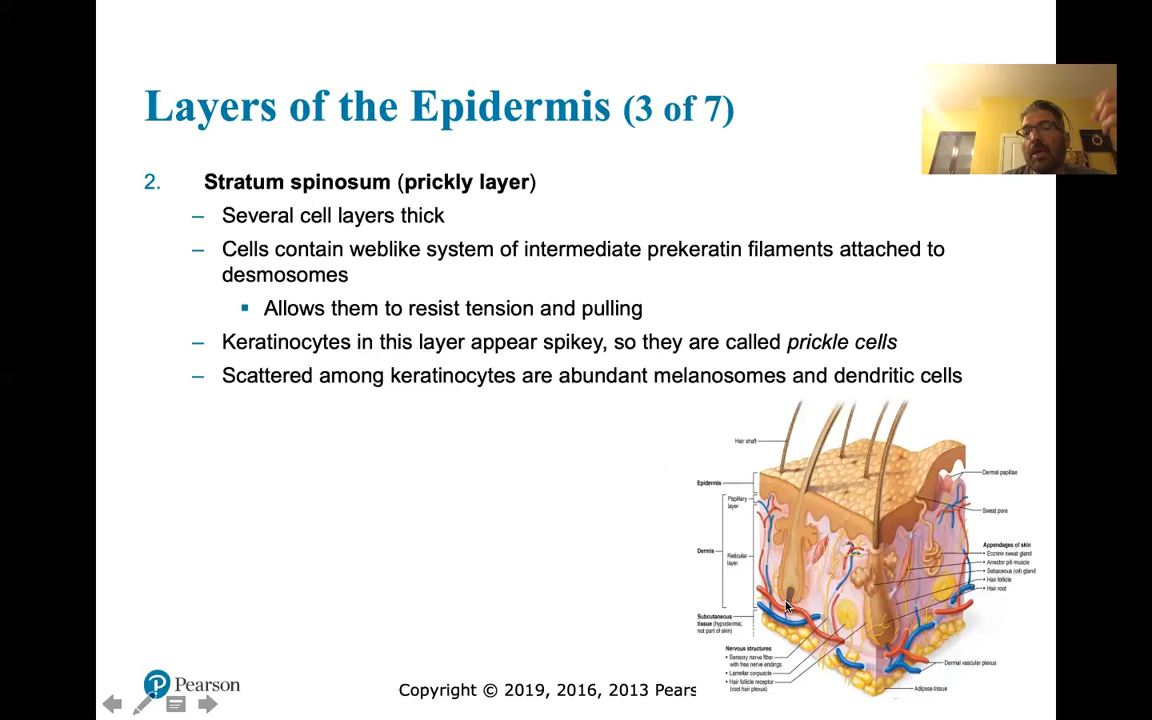 Layers of the Epidermis (3 of 7)
2. Stratum spinosum (prickly layer)
– Several cell layers thick
– Cells contain weblike system of intermediate prekeratin filaments attached to
desmosomes
▪ Allows them to resist tension and pulling
– Keratinocytes in this layer appear spikey, so they are called prickle cells
– Scattered among keratinocytes are abundant melanosomes and dendritic cells
Hair shaft
Epidermis
Papillary
layer
Dermis
Reticular
layer
Subcutaneous
tissue (hypodermis;
not part of skin)
Nervous structures
• Sensory nerve fiber
with free nerve endings
• Lamellar corpuscle
• Hair follicle receptor
(root hair plexus)
Dermal papillae
Sweat pore
Appendages of skin
• Eccrine sweat gland
• Arrector pili muscle
• Sebaceous (oil) gland
• Hair follicle
• Hair root
Dermal vascular plexus
Adipose tissue
P Pearson
Copyright © 2019, 2016, 2013 Pears